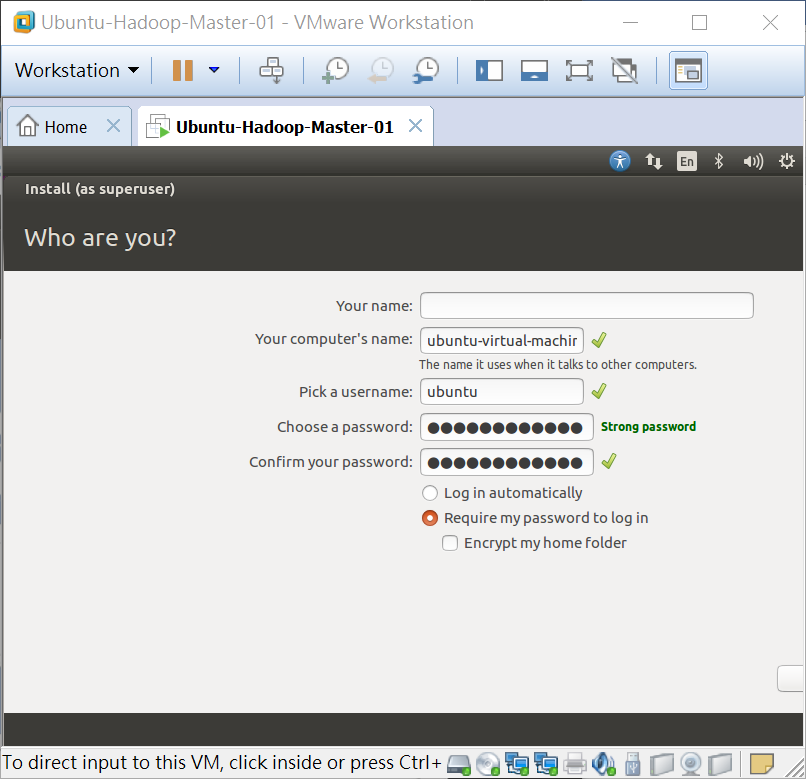 Ubuntu-Hadoop-Master-01 - VMware Workstation
Workstation
Home
Ubuntu-Hadoop-Master-01
En
Install (as superuser)
Who are you?
Your name:
Your computer's name: ubuntu-virtual-machin
The name it uses when it talks to other computers.
Pick a username: ubuntu
Choose a password: ●●●●●●●●●●●●● Strong password
Confirm your password: ●●●●●●●●●●●●●
Log in automatically
Require my password to log in
Encrypt my home folder
To direct input to this VM, click inside or press Ctrl+